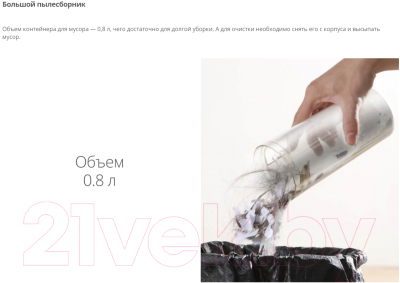 Большой пылесборник
Объем контейнера для мусора — 0,8 л, чего достаточно для долгой уборки. А для очистки необходимо снять его с корпуса и высыпать
мусор.
Объем
0.8 л
21vek.by